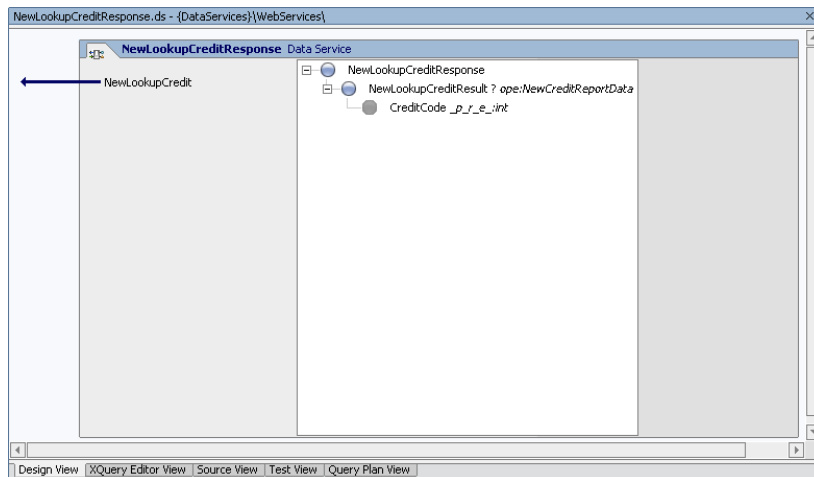 NewLookupCreditResponse.ds - {DataServices}\WebServices\
NewLookupCreditResponse Data Service
NewLookupCredit
NewLookupCreditResponse
NewLookupCreditResult ? ope:NewCreditReportData
CreditCode _p_r_e_:int
Design View XQuery Editor View Source View Test View Query Plan View